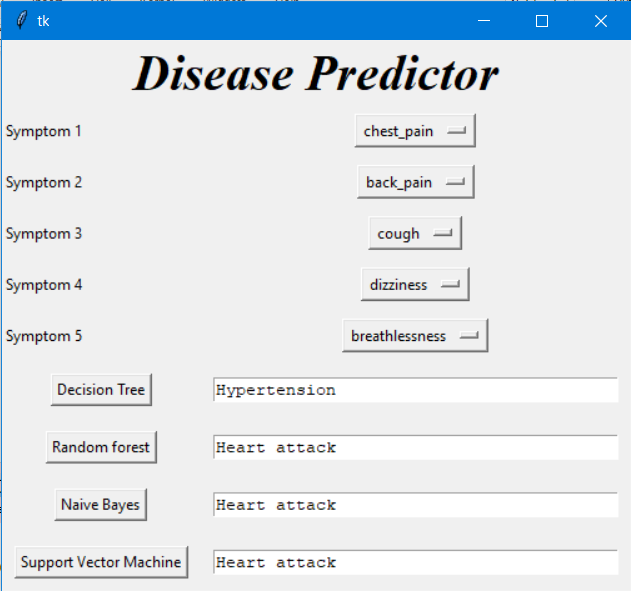 tk
Disease Predictor
Symptom 1 chest_pain
Symptom 2 back_pain
Symptom 3 cough
Symptom 4 dizziness
Symptom 5 breathlessness
Decision Tree Hypertension
Random forest Heart attack
Naive Bayes Heart attack
Support Vector Machine Heart attack